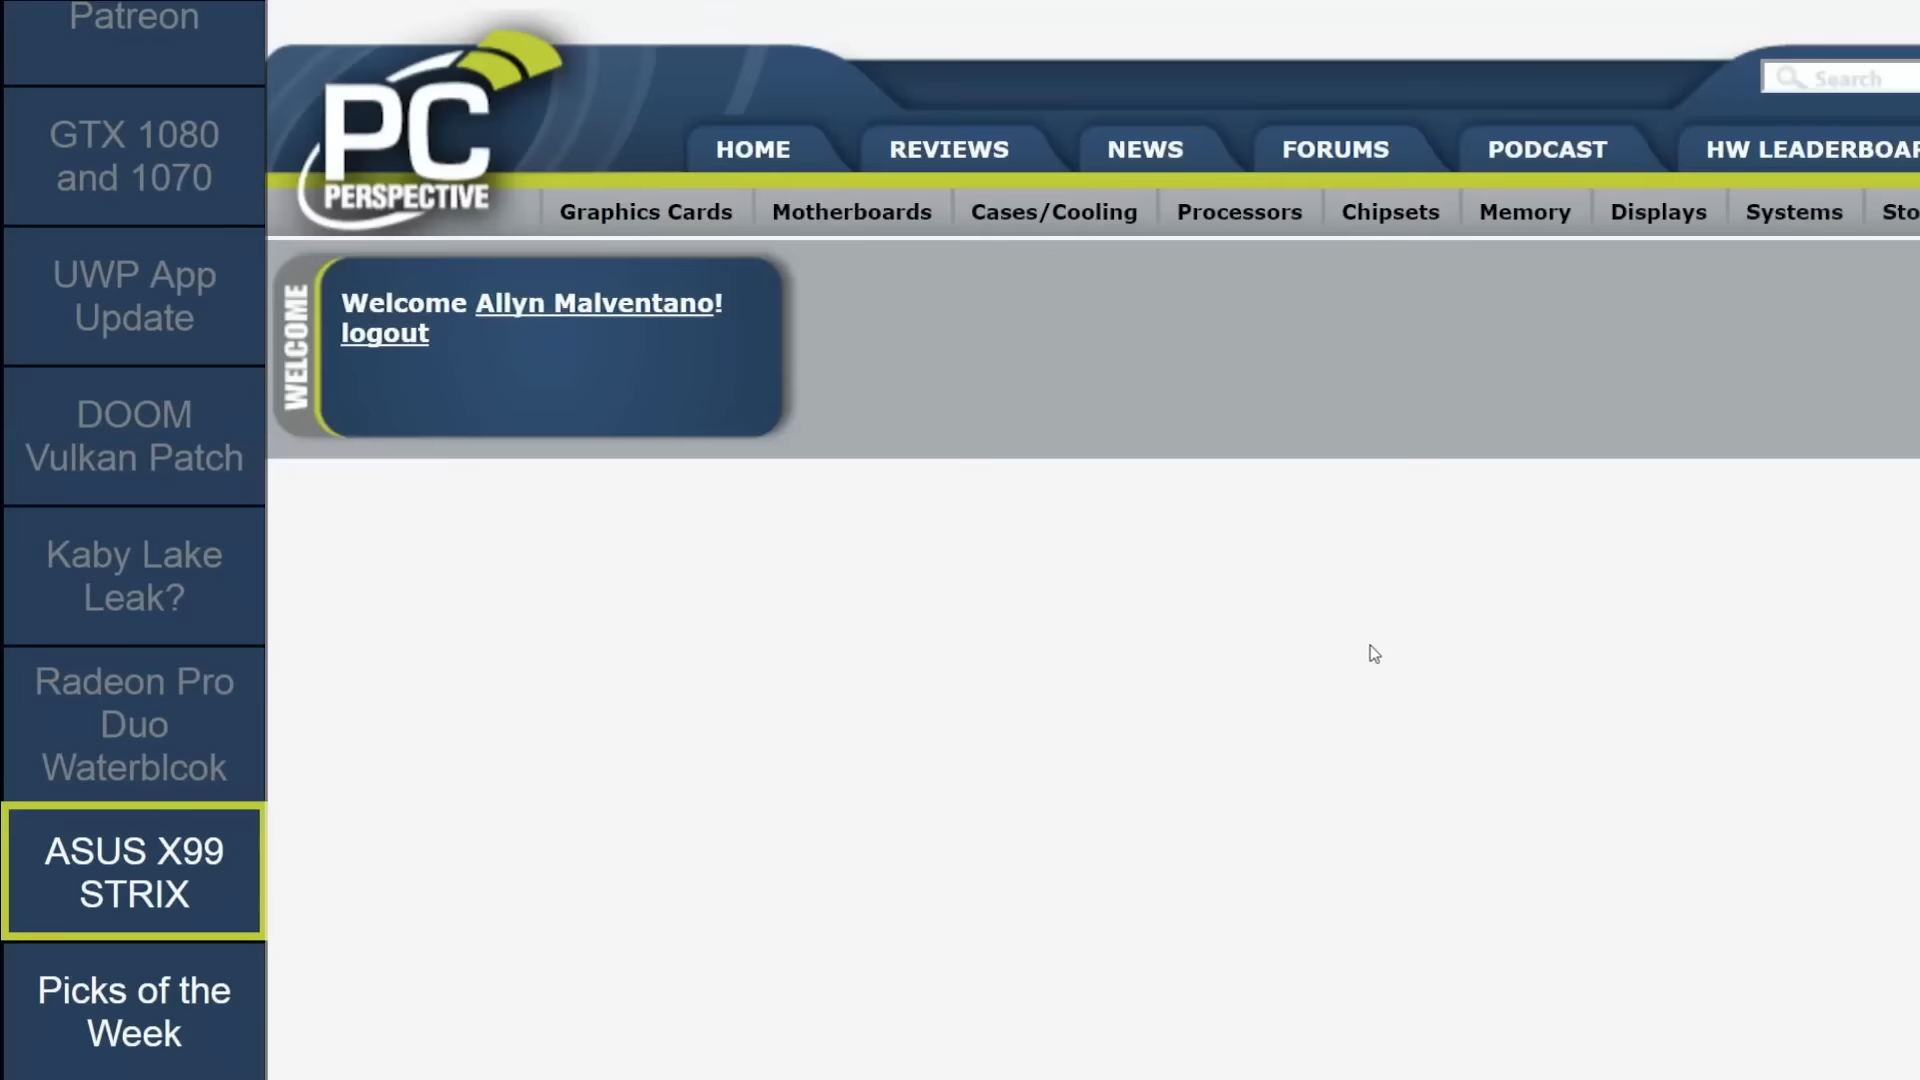 Patreon
GTX 1080
and 1070
UWP App
Update
DOOM
Vulkan Patch
Kaby Lake
Leak?
Radeon Pro
Duo
Waterblcok
ASUS X99
STRIX
Picks of the
Week
PC
PERSPECTIVE
Search
HOME REVIEWS NEWS FORUMS PODCAST HW LEADERBOAR
Graphics Cards Motherboards Cases/Cooling Processors Chipsets Memory Displays Systems Sto
WELCOME
Welcome Allyn Malventano!
logout